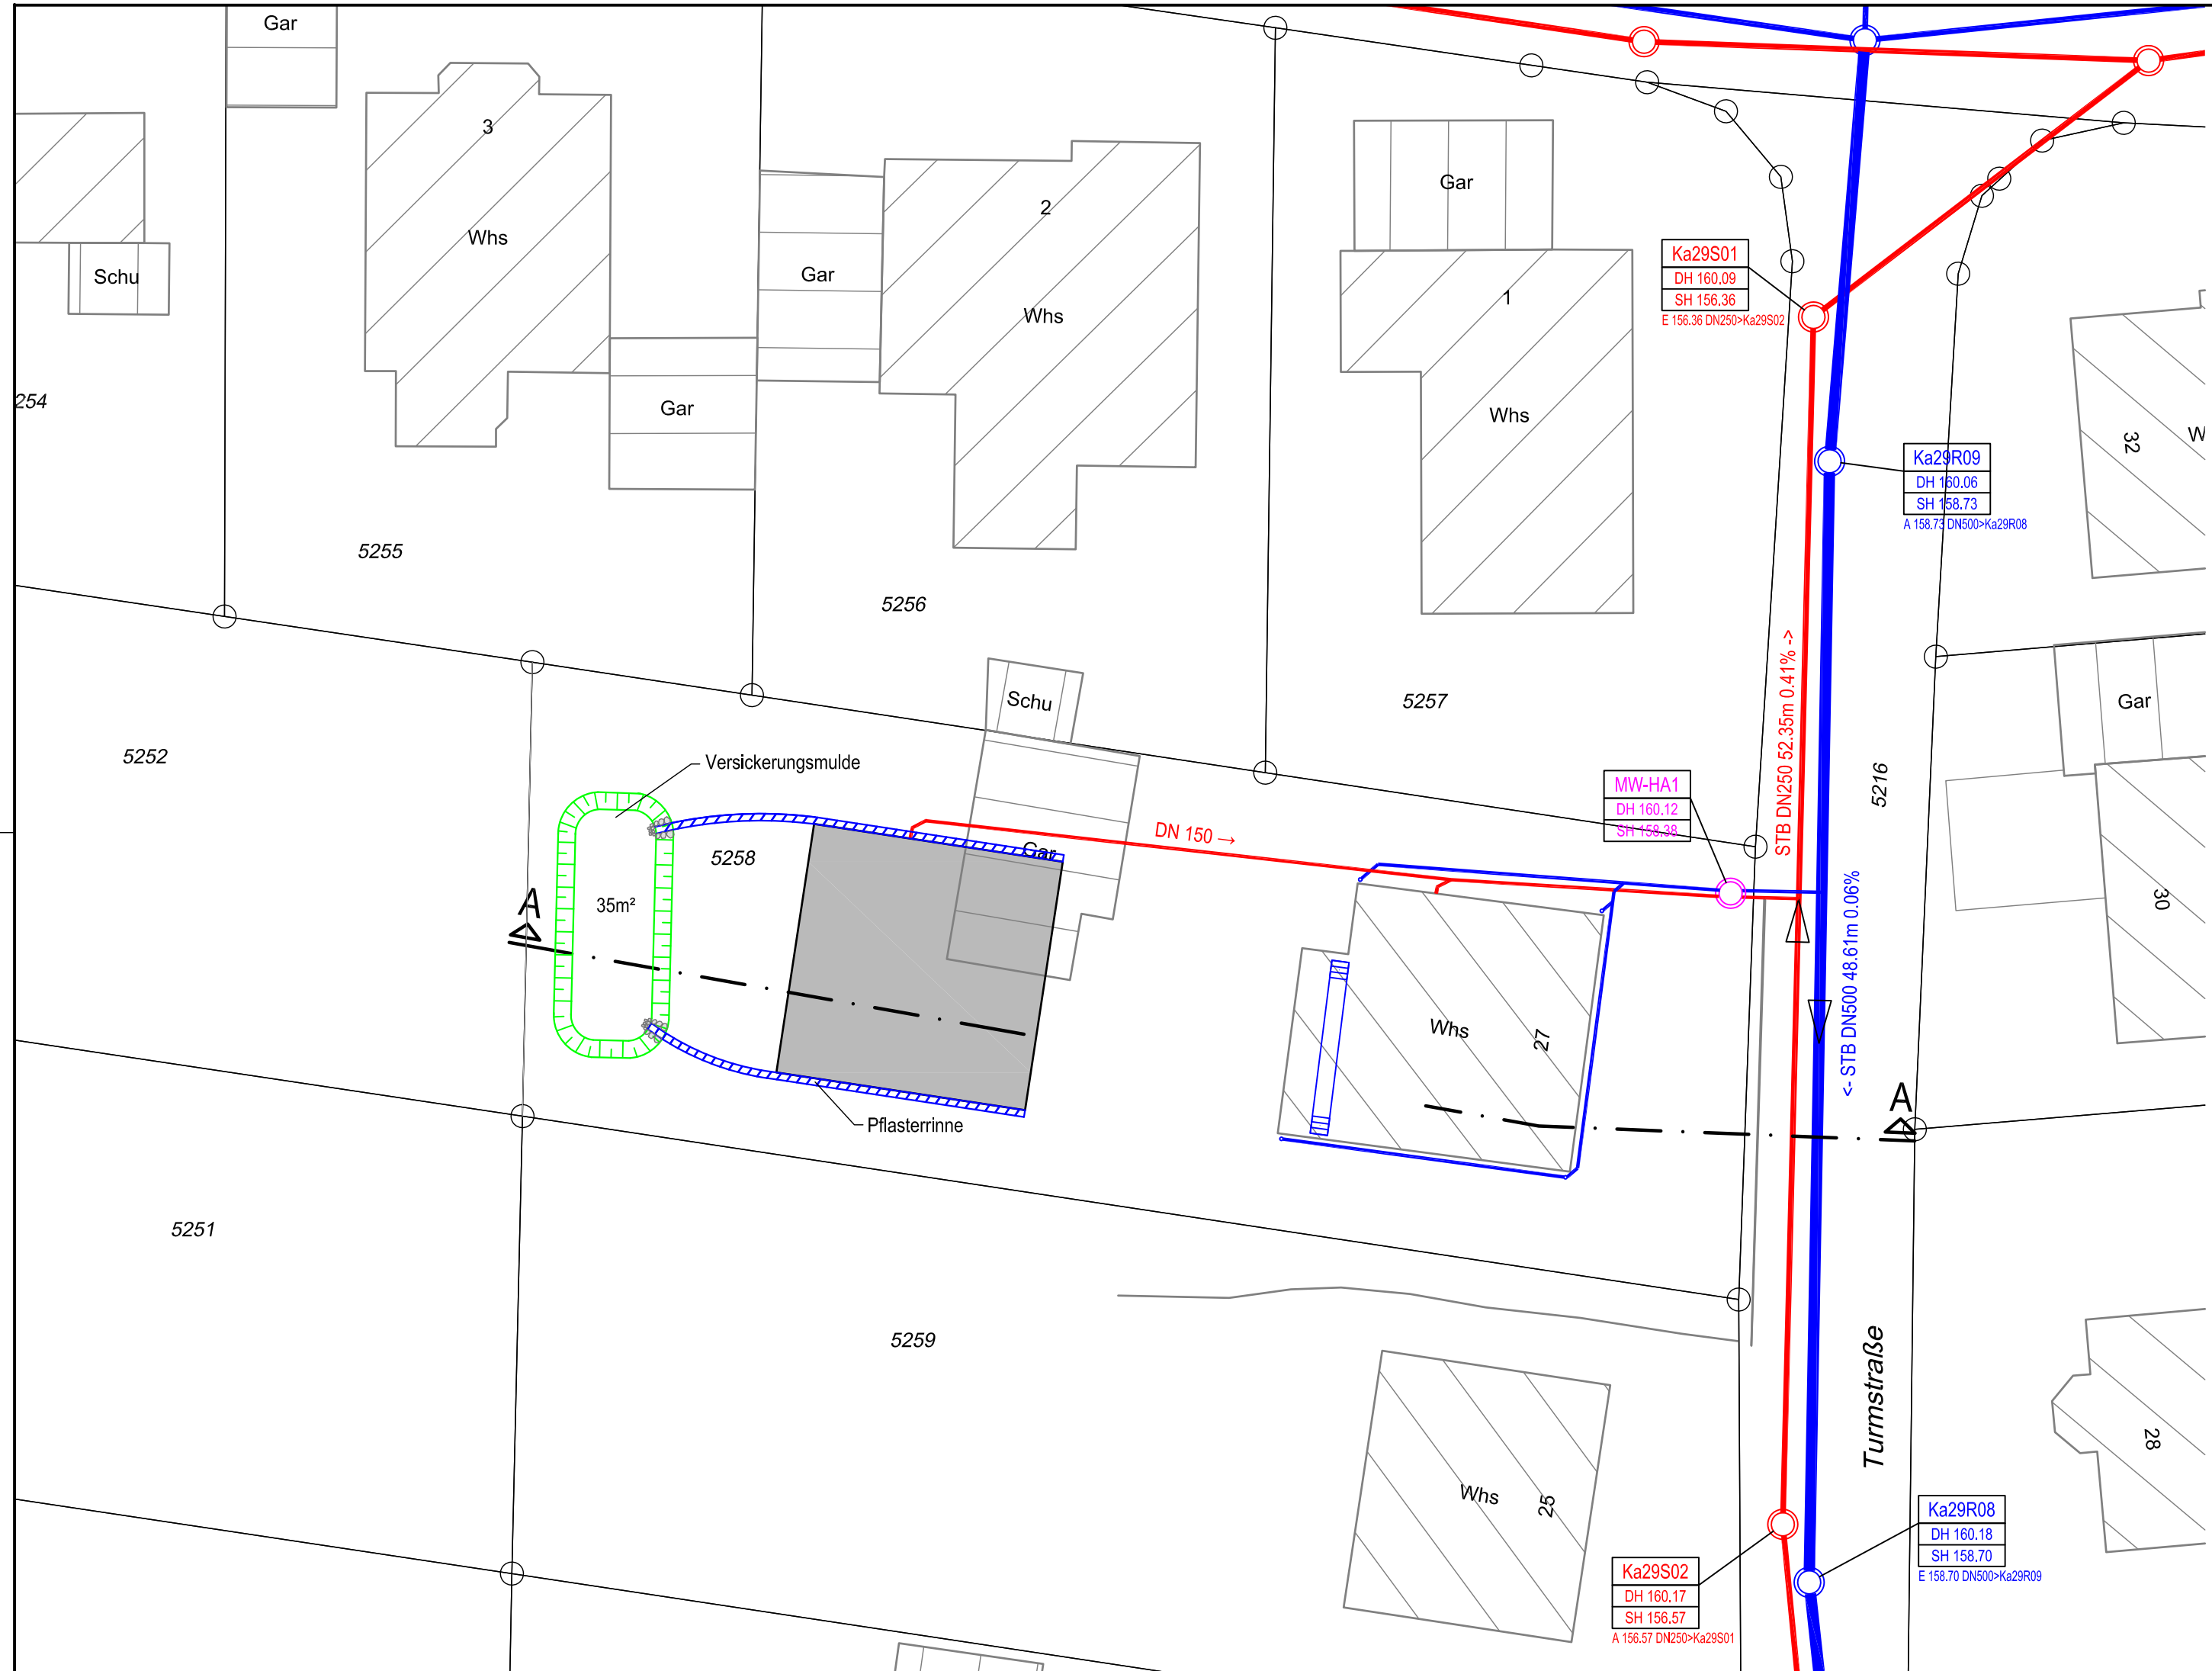 Gar
3
Whs
Schu
254
Gar
5255
Gar
2
Whs
5256
Gar
1
Whs
5257
Ka29S01
DH 160.09
SH 156.36
E 156.36 DN250>Ka29S02
Ka29R09
DH 160.06
SH 158.73
A 158.73 DN500>Ka29R08
32
W
Gar
5216
30
STB DN250 52.35m 0.41% ->
<- STB DN500 48.61m 0.06%
MW-HA1
DH 160.12
SH 158.38
5252
Versickerungsmulde
Schu
Gar
DN 150 →
5258
35m²
A
Pflasterrinne
Whs
27
A
5251
5259
Turmstraße
28
Whs
25
Ka29S02
DH 160.17
SH 156.57
A 156.57 DN250>Ka29S01
Ka29R08
DH 160.18
SH 158.70
E 158.70 DN500>Ka29R09